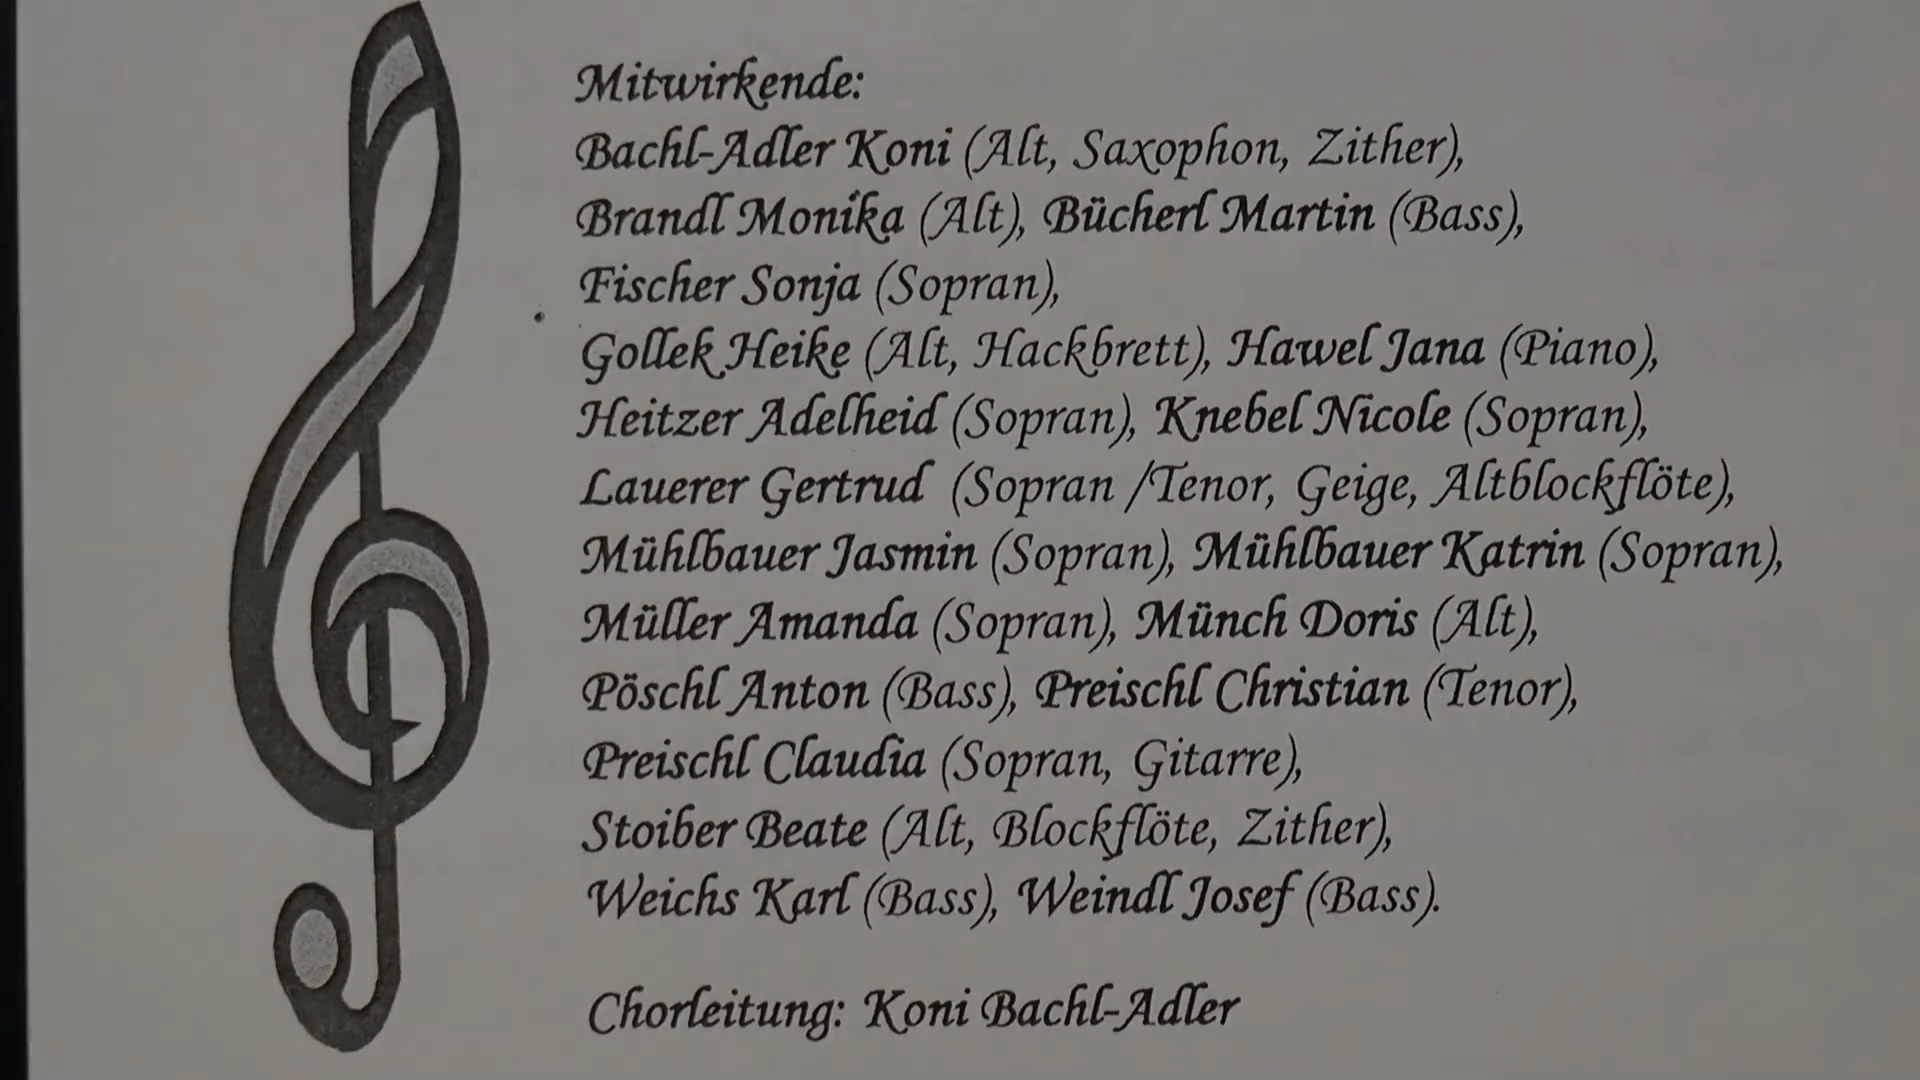 Mitwirkende:
Bachl-Adler Koni (Alt, Saxophon, Zither),
Brandl Monika (Alt), Bücherl Martin (Bass),
Fischer Sonja (Sopran),
Gollek Heike (Alt, Hackbrett), Hawel Jana (Piano),
Heitzer Adelheid (Sopran), Knebel Nicole (Sopran),
Lauerer Gertrud (Sopran /Tenor, Geige, Altblockflöte),
Mühlbauer Jasmin (Sopran), Mühlbauer Katrin (Sopran),
Müller Amanda (Sopran), Münch Doris (Alt),
Pöschl Anton (Bass), Preischl Christian (Tenor),
Preischl Claudia (Sopran, Gitarre),
Stoiber Beate (Alt, Blockflöte, Zither),
Weichs Karl (Bass), Weindl Josef (Bass).
Chorleitung: Koni Bachl-Adler